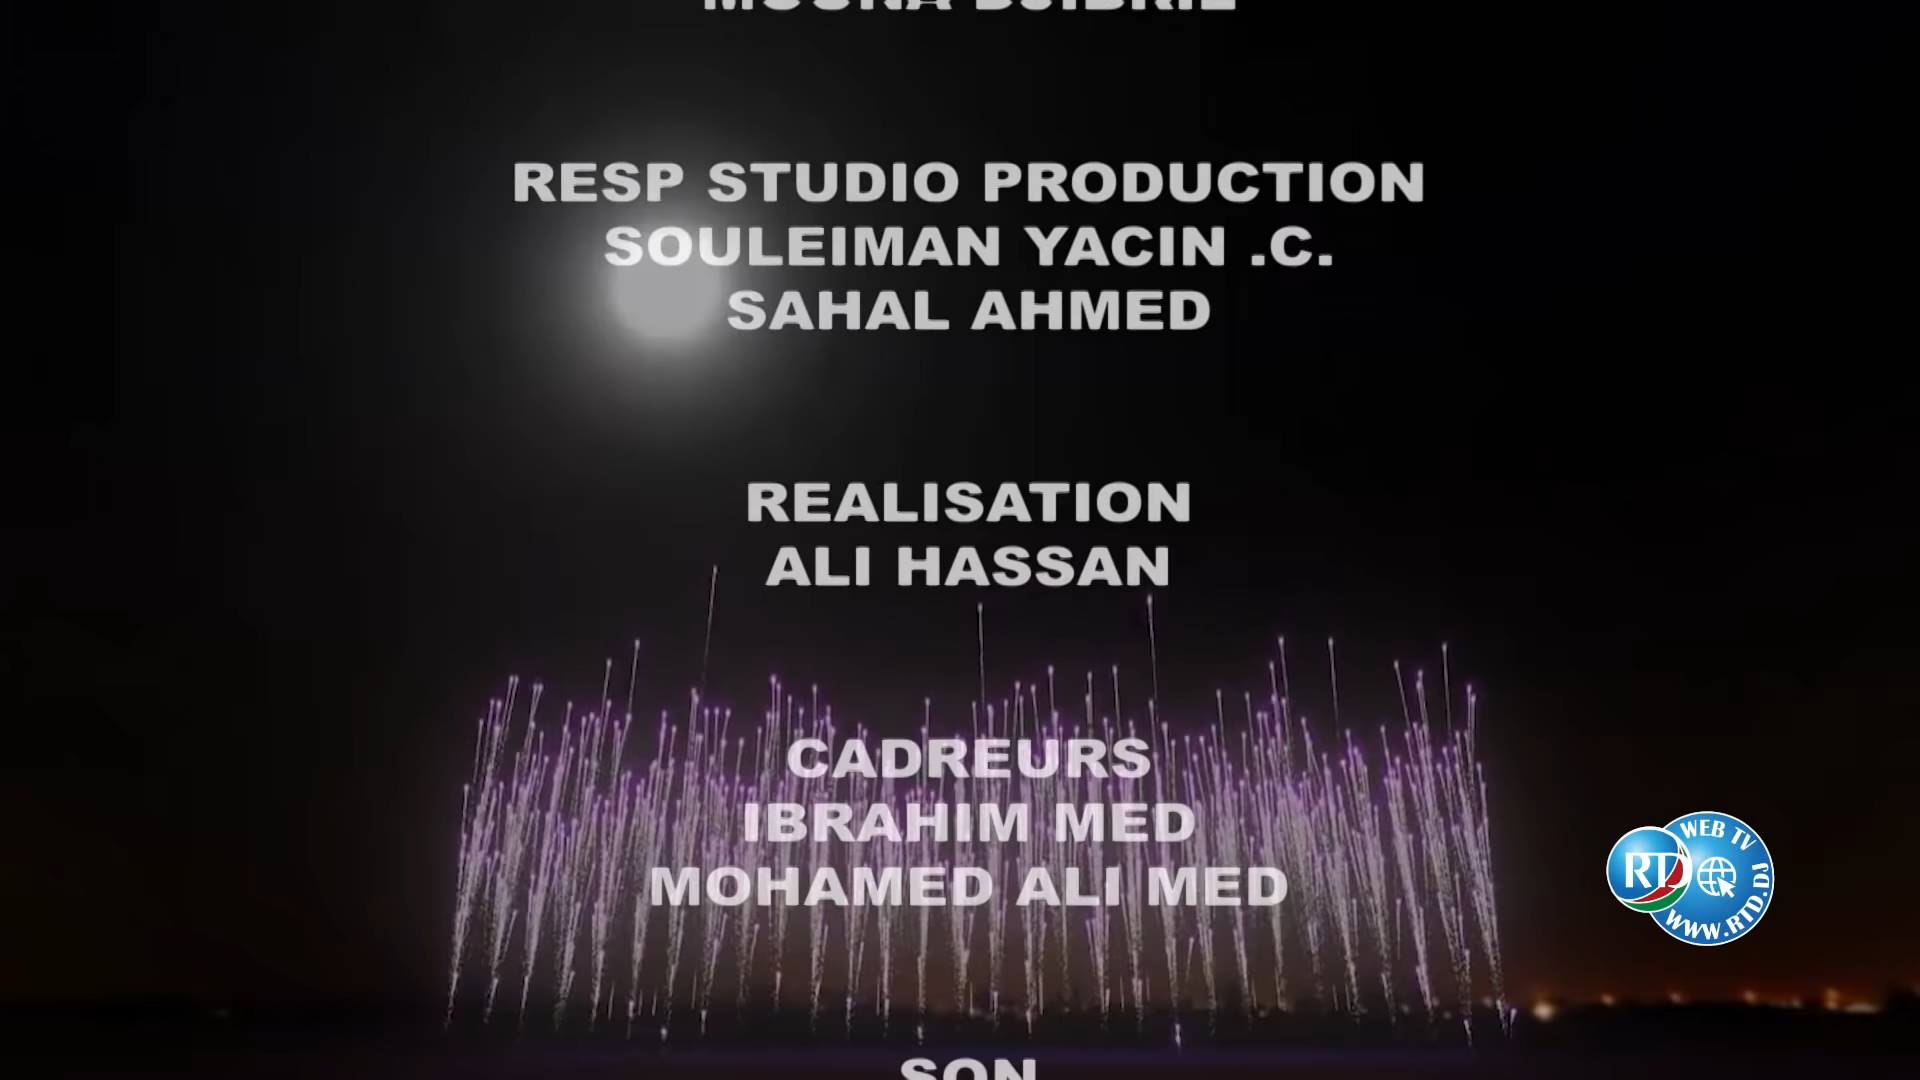 RESP STUDIO PRODUCTION
SOULEIMAN YACIN .C.
SAHAL AHMED
REALISATION
ALI HASSAN
CADREURS
IBRAHIM MED
MOHAMED ALI MED
WEB TV
RTD
WWW.RTD.DJ
SON